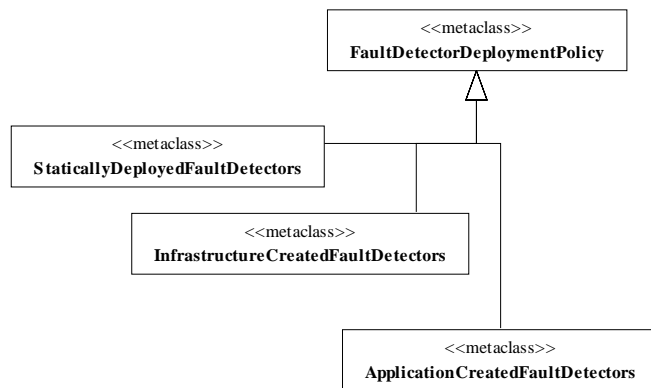 <<metaclass>>
FaultDetectorDeploymentPolicy
<<metaclass>>
StaticallyDeployedFaultDetectors
<<metaclass>>
InfrastructureCreatedFaultDetectors
<<metaclass>>
ApplicationCreatedFaultDetectors